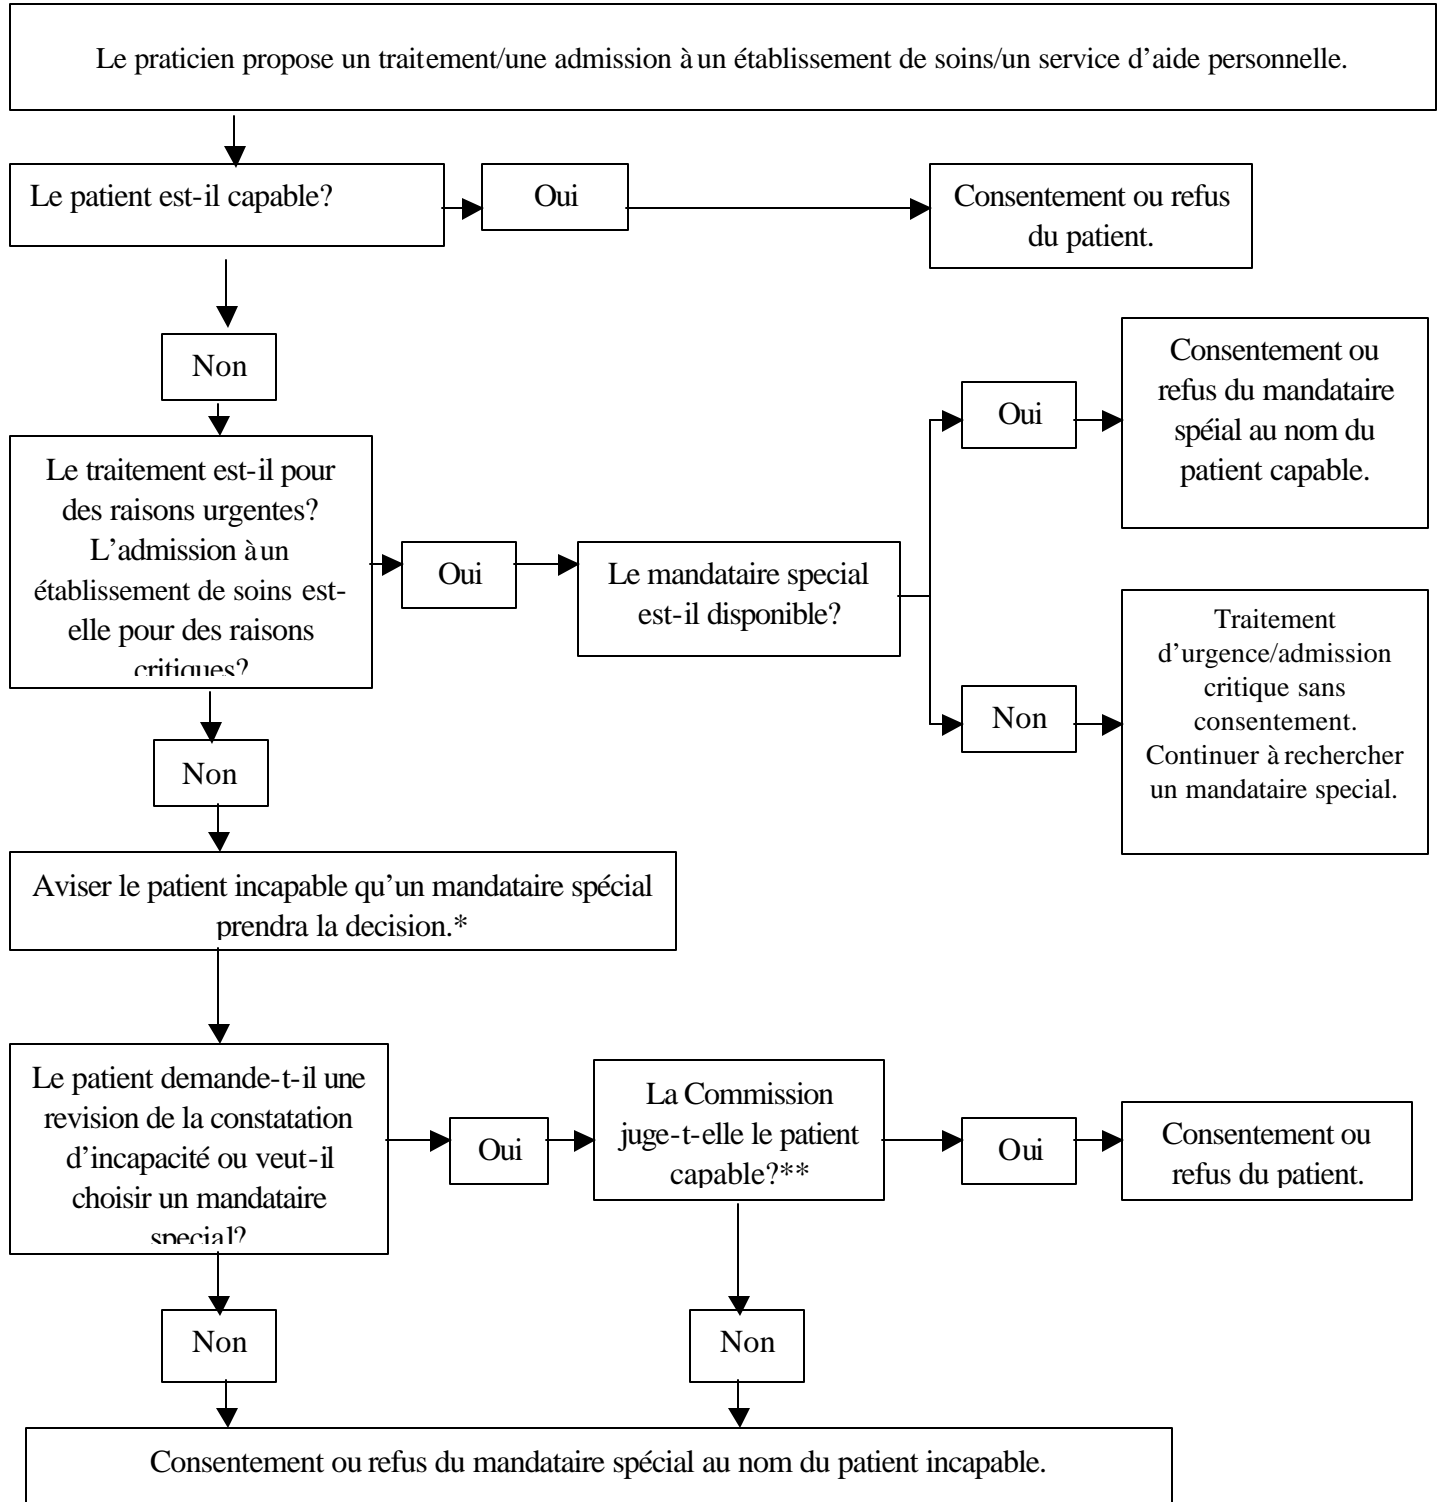 Le praticien propose un traitement/une admission à un établissement de soins/un service d’aide personnelle.
Le patient est-il capable?
Oui
Consentement ou refus
du patient.
Non
Le traitement est-il pour
des raisons urgentes?
L’admission à un
établissement de soins est-
elle pour des raisons
critiques?
Oui
Le mandataire special
est-il disponible?
Oui
Consentement ou
refus du mandataire
spéial au nom du
patient capable.
Non
Traitement
d’urgence/admission
critique sans
consentement.
Continuer à rechercher
un mandataire special.
Non
Aviser le patient incapable qu’un mandataire spécial
prendra la decision.*
Le patient demande-t-il une
revision de la constatation
d’incapacité ou veut-il
choisir un mandataire
special?
Oui
La Commission
juge-t-elle le patient
capable?**
Oui
Consentement ou
refus du patient.
Non
Non
Consentement ou refus du mandataire spécial au nom du patient incapable.